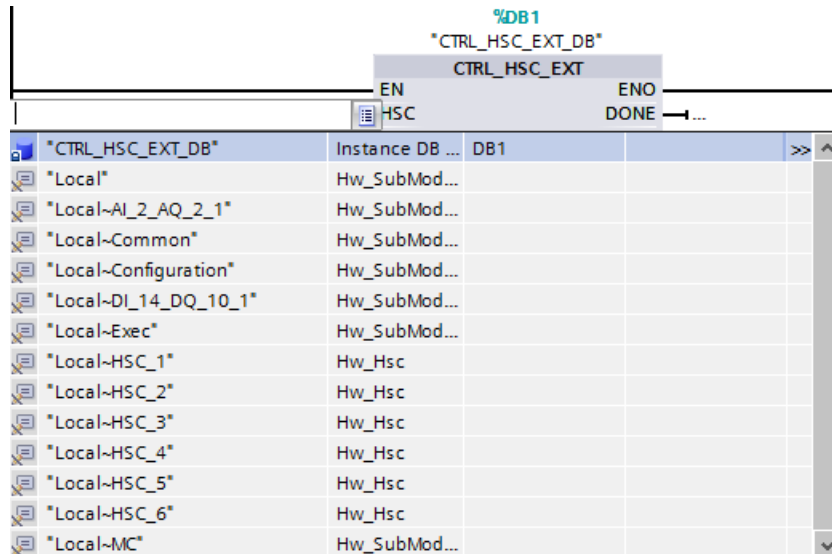 %DB1
"CTRL_HSC_EXT_DB"
CTRL_HSC_EXT
EN ENO
HSC DONE ...
"CTRL_HSC_EXT_DB" Instance DB ... DB1 >>
"Local" Hw_SubMod...
"Local~AI_2_AQ_2_1" Hw_SubMod...
"Local~Common" Hw_SubMod...
"Local~Configuration" Hw_SubMod...
"Local~DI_14_DQ_10_1" Hw_SubMod...
"Local~Exec" Hw_SubMod...
"Local~HSC_1" Hw_Hsc
"Local~HSC_2" Hw_Hsc
"Local~HSC_3" Hw_Hsc
"Local~HSC_4" Hw_Hsc
"Local~HSC_5" Hw_Hsc
"Local~HSC_6" Hw_Hsc
"Local~MC" Hw_SubMod...